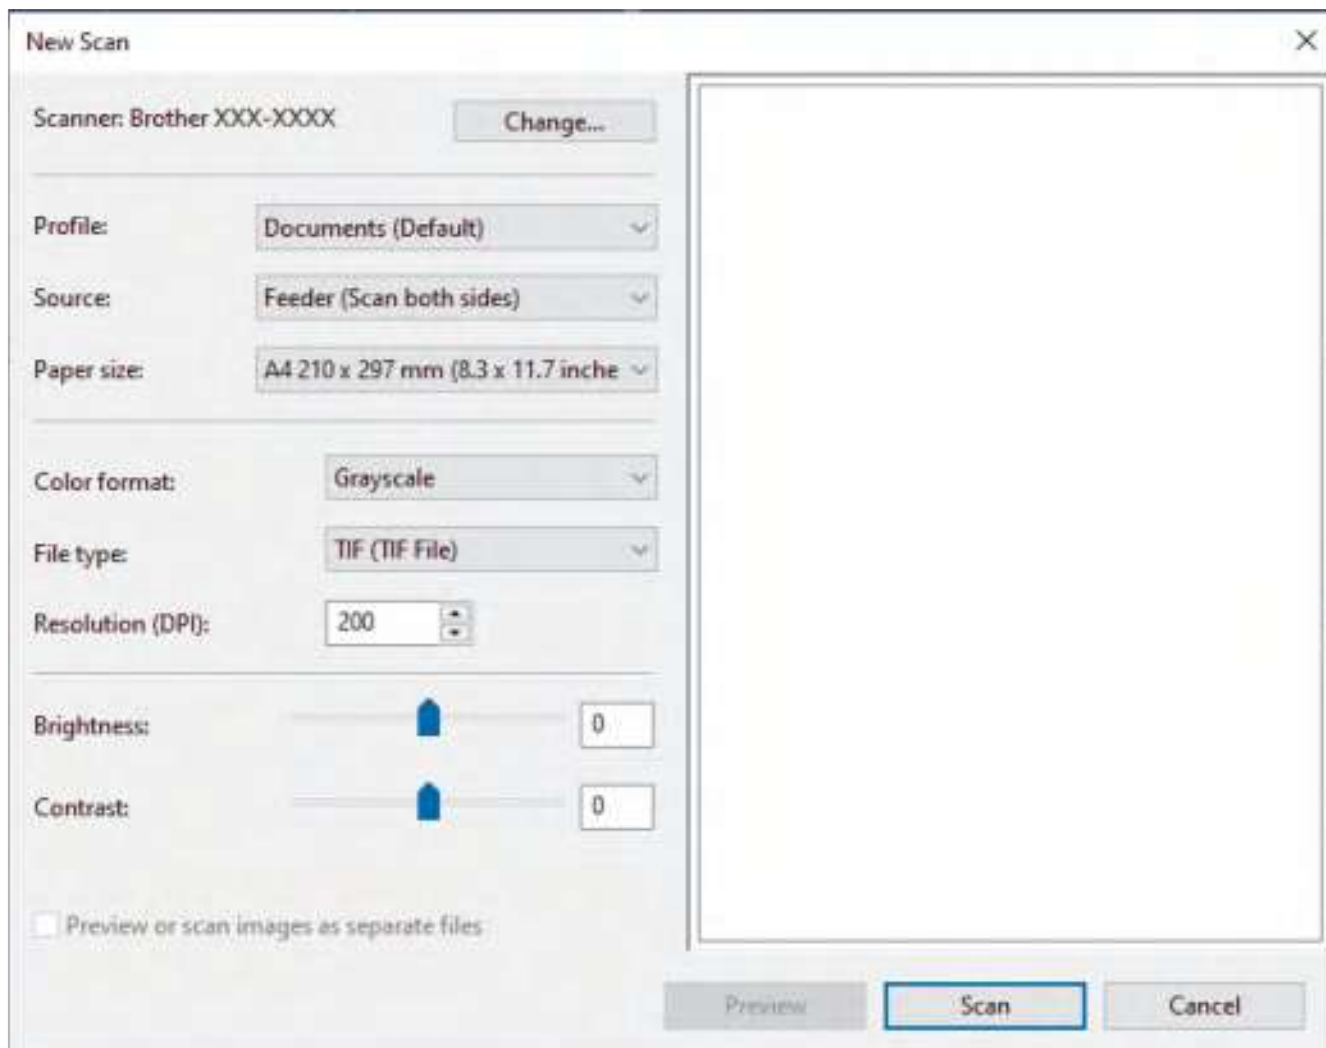 New Scan
Scanner: Brother XXX-XXXX
Change...
Profile:
Documents (Default)
Source:
Feeder (Scan both sides)
Paper size:
A4 210 x 297 mm (8.3 x 11.7 inche
Color format:
Grayscale
File type:
TIF (TIF File)
Resolution (DPI):
200
Brightness:
0
Contrast:
0
Preview or scan images as separate files
Preview
Scan
Cancel